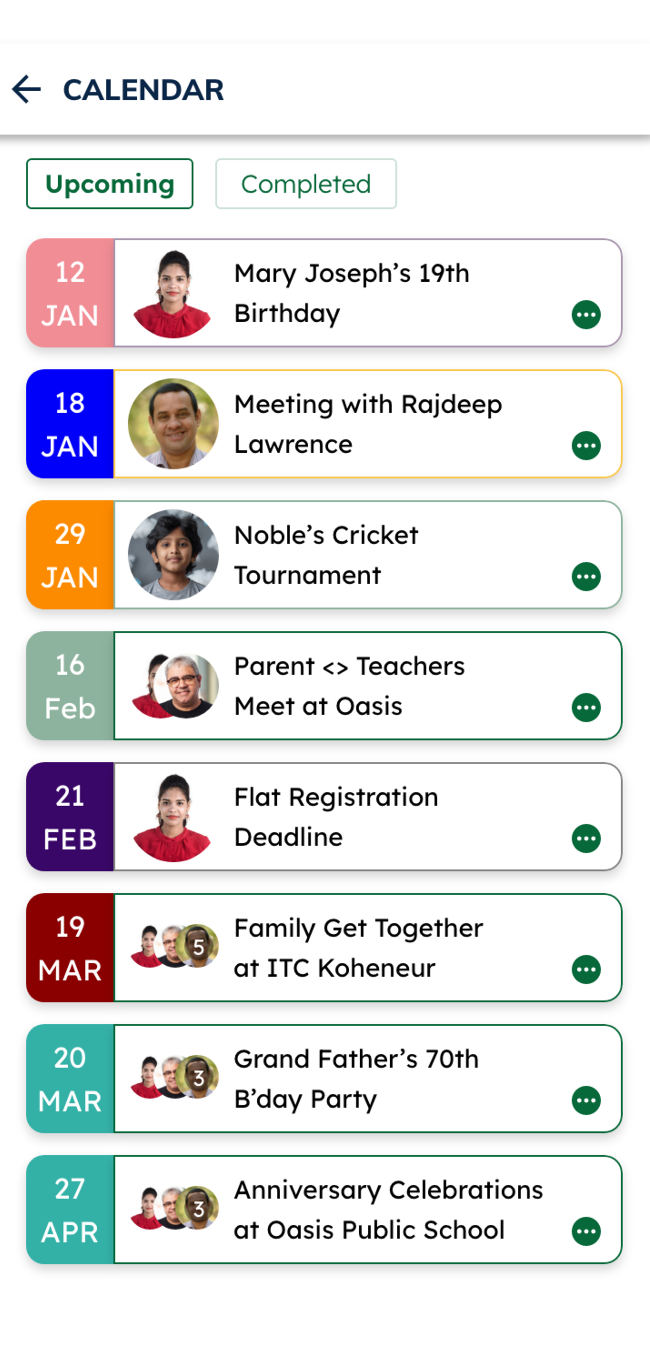 CALENDAR
Upcoming
Completed
12
JAN
Mary Joseph’s 19th
Birthday
18
JAN
Meeting with Rajdeep
Lawrence
29
JAN
Noble’s Cricket
Tournament
16
Feb
Parent <> Teachers
Meet at Oasis
21
FEB
Flat Registration
Deadline
19
MAR
5
Family Get Together
at ITC Koheneur
20
MAR
3
Grand Father’s 70th
B’day Party
27
APR
3
Anniversary Celebrations
at Oasis Public School